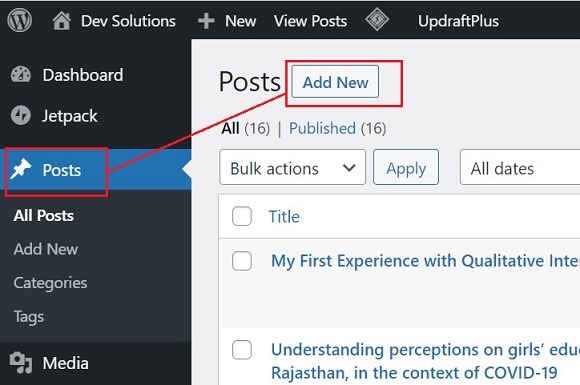 Dev Solutions + New View Posts UpdraftPlus
Dashboard
Jetpack
Posts
All Posts
Add New
Categories
Tags
Media
Posts Add New
All (16) | Published (16)
Bulk actions Apply All dates
Title
My First Experience with Qualitative Inter
Understanding perceptions on girls’ edu
Rajasthan, in the context of COVID-19